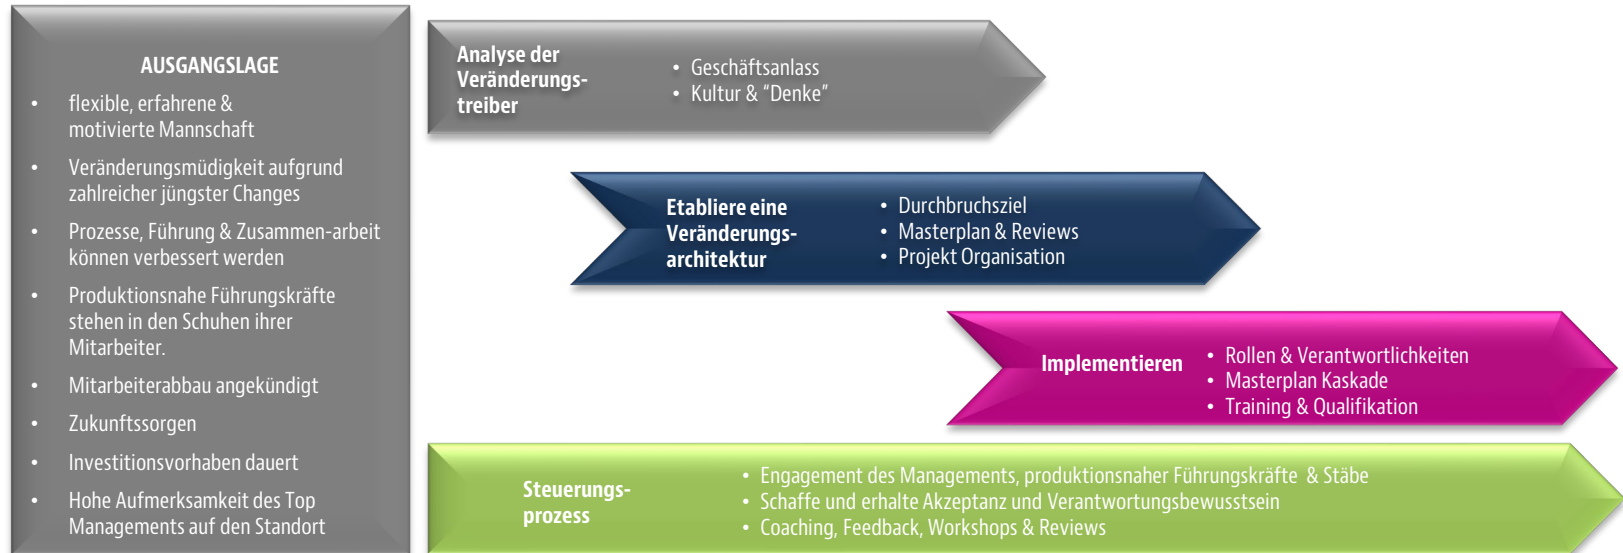 AUSGANGSLAGE
• flexible, erfahrene &
motivierte Mannschaft
• Veränderungsmüdigkeit aufgrund
zahlreicher jüngster Changes
• Prozesse, Führung & Zusammen-arbeit
können verbessert werden
• Produktionsnahe Führungskräfte
stehen in den Schuhen ihrer
Mitarbeiter.
• Mitarbeiterabbau angekündigt
• Zukunftssorgen
• Investitionsvorhaben dauert
• Hohe Aufmerksamkeit des Top
Managements auf den Standort
Analyse der
Veränderungs-
treiber
• Geschäftsanlass
• Kultur & “Denke”
Etabliere eine
Veränderungs-
architektur
• Durchbruchsziel
• Masterplan & Reviews
• Projekt Organisation
Implementieren
• Rollen & Verantwortlichkeiten
• Masterplan Kaskade
• Training & Qualifikation
Steuerungs-
prozess
• Engagement des Managements, produktionsnaher Führungskräfte & Stäbe
• Schaffe und erhalte Akzeptanz und Verantwortungsbewusstsein
• Coaching, Feedback, Workshops & Reviews